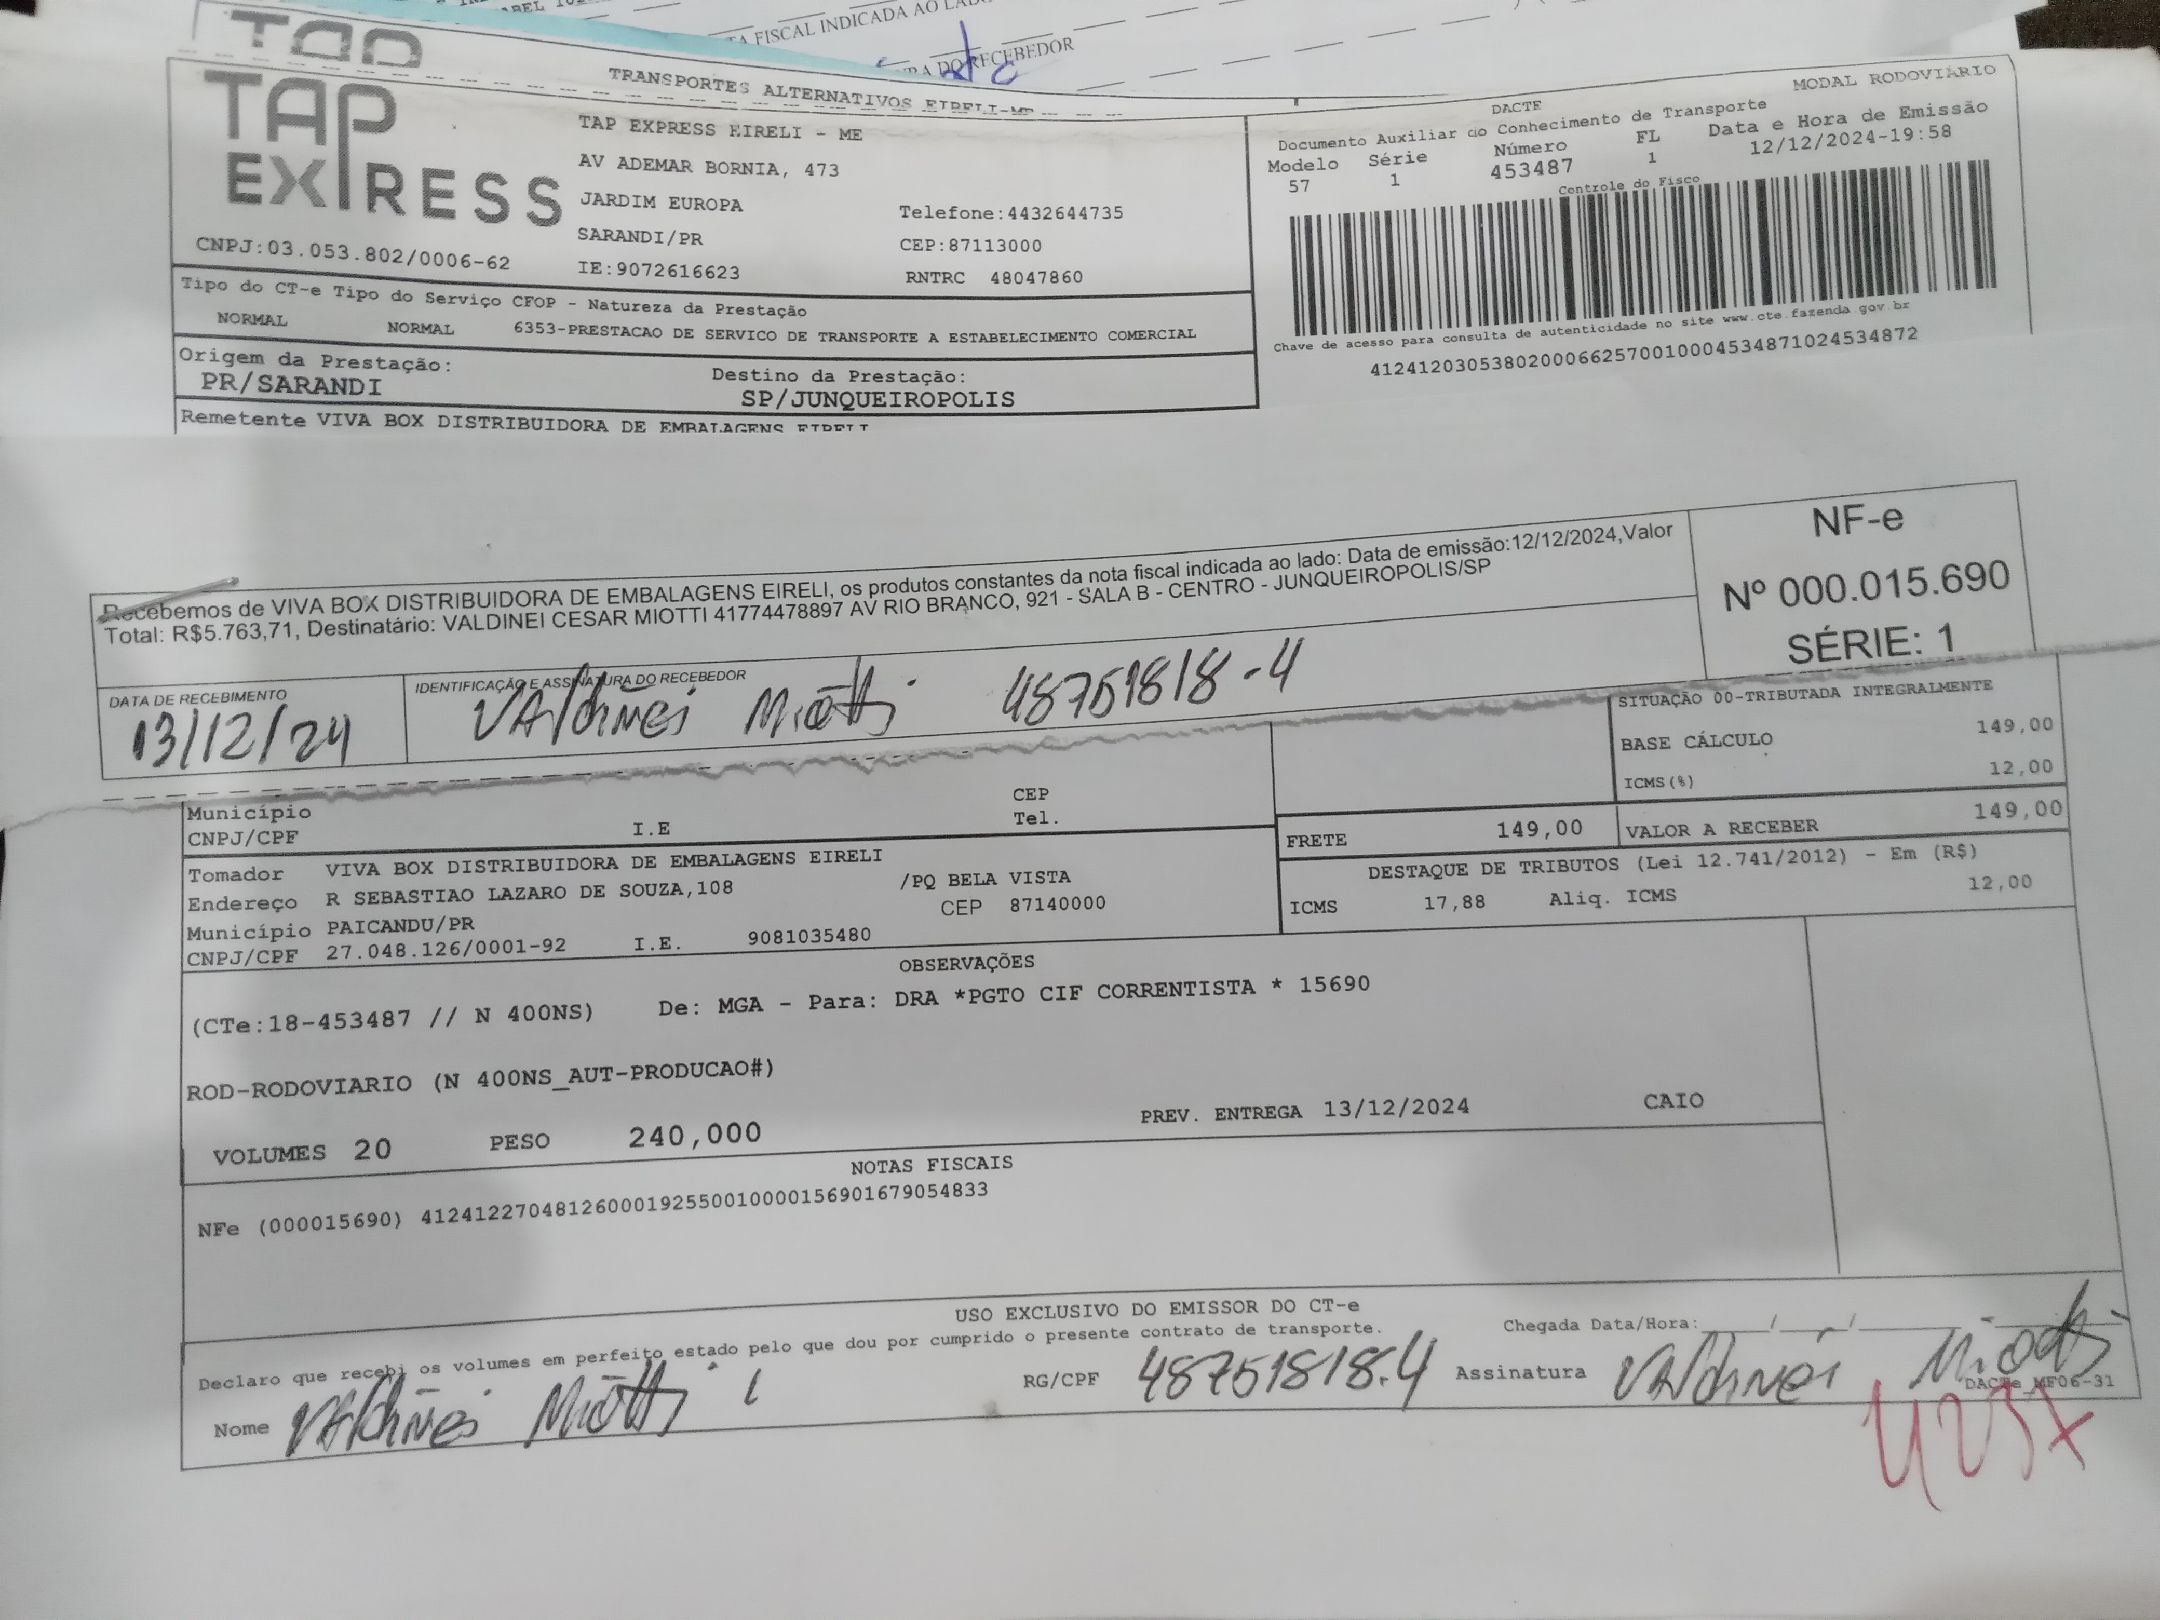 FISCAL INDICADA AO LADO
DO RECEBEDOR
TAP
TRANSPORTES ALTERNATIVOS EIRELI-ME
TAP EXPRESS
TAP EXPRESS EIRELI - ME
AV ADEMAR BORNIA, 473
JARDIM EUROPA Telefone:4432644735
SARANDI/PR CEP:87113000
CNPJ:03.053.802/0006-62 IE:9072616623 RNTRC 48047860
MODAL RODOVIÁRIO
DACTE
Documento Auxiliar do Conhecimento de Transporte
Modelo Série Número FL Data e Hora de Emissão
57 1 453487 1 12/12/2024-19:58
Controle do Fisco
Chave de acesso para consulta de autenticidade no site www.cte.fazenda.gov.br
41241203053802000662570010004534871024534872
Tipo do CT-e Tipo do Serviço CFOP - Natureza da Prestação
NORMAL NORMAL 6353-PRESTACAO DE SERVICO DE TRANSPORTE A ESTABELECIMENTO COMERCIAL
Origem da Prestação: Destino da Prestação:
PR/SARANDI SP/JUNQUEIROPOLIS
Remetente VIVA BOX DISTRIBUIDORA DE EMBALAGENS EIRELI
Recebemos de VIVA BOX DISTRIBUIDORA DE EMBALAGENS EIRELI, os produtos constantes da nota fiscal indicada ao lado: Data de emissão:12/12/2024,Valor
Total: R$5.763,71, Destinatário: VALDINEI CESAR MIOTTI 41774478897 AV RIO BRANCO, 921 - SALA B - CENTRO - JUNQUEIROPOLIS/SP
NF-e
Nº 000.015.690
SÉRIE: 1
DATA DE RECEBIMENTO IDENTIFICAÇÃO E ASSINATURA DO RECEBEDOR
13/12/24 Valdinei Miotti 48751818-4
SITUAÇÃO 00-TRIBUTADA INTEGRALMENTE
BASE CÁLCULO 149,00
ICMS(%) 12,00
FRETE 149,00 VALOR A RECEBER 149,00
DESTAQUE DE TRIBUTOS (Lei 12.741/2012) - Em (R$)
ICMS 17,88 Aliq. ICMS 12,00
Município CEP
CNPJ/CPF I.E Tel.
Tomador VIVA BOX DISTRIBUIDORA DE EMBALAGENS EIRELI
Endereço R SEBASTIAO LAZARO DE SOUZA,108 /PQ BELA VISTA
Município PAICANDU/PR CEP 87140000
CNPJ/CPF 27.048.126/0001-92 I.E. 9081035480
OBSERVAÇÕES
(CTe:18-453487 // N 400NS) De: MGA - Para: DRA *PGTO CIF CORRENTISTA * 15690
ROD-RODOVIARIO (N 400NS_AUT-PRODUCAO#)
PREV. ENTREGA 13/12/2024 CAIO
VOLUMES 20 PESO 240,000
NOTAS FISCAIS
NFe (000015690) 41241227048126000192550010000156901679054833
USO EXCLUSIVO DO EMISSOR DO CT-e
Declaro que recebi os volumes em perfeito estado pelo que dou por cumprido o presente contrato de transporte. Chegada Data/Hora: / /
Nome Valdinei Miotti RG/CPF 48751818.4 Assinatura Valdinei Miotti
DACTe_MF06-31